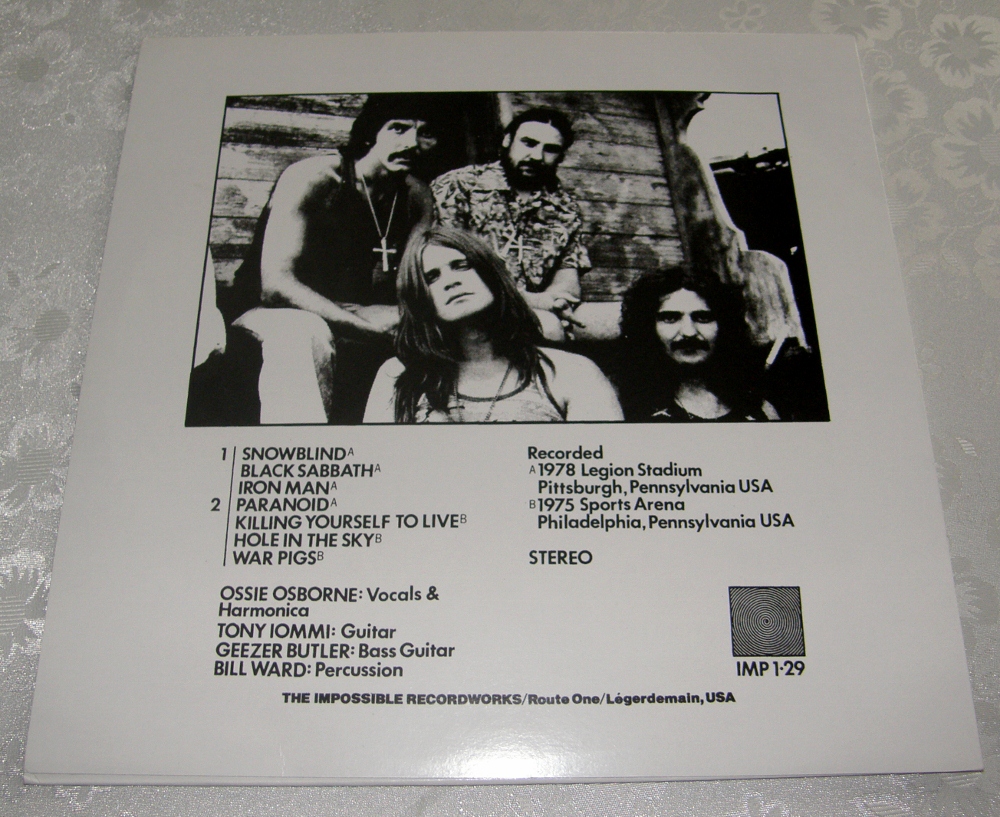 1 SNOWBLIND A
BLACK SABBATH A
IRON MAN A
2 PARANOID A
KILLING YOURSELF TO LIVE B
HOLE IN THE SKY B
WAR PIGS B
Recorded
A 1978 Legion Stadium
Pittsburgh, Pennsylvania USA
B 1975 Sports Arena
Philadelphia, Pennsylvania USA
STEREO
OSSIE OSBORNE: Vocals &
Harmonica
TONY IOMMI: Guitar
GEEZER BUTLER: Bass Guitar
BILL WARD: Percussion
IMP 1·29
THE IMPOSSIBLE RECORDWORKS/Route One/Légerdemain, USA